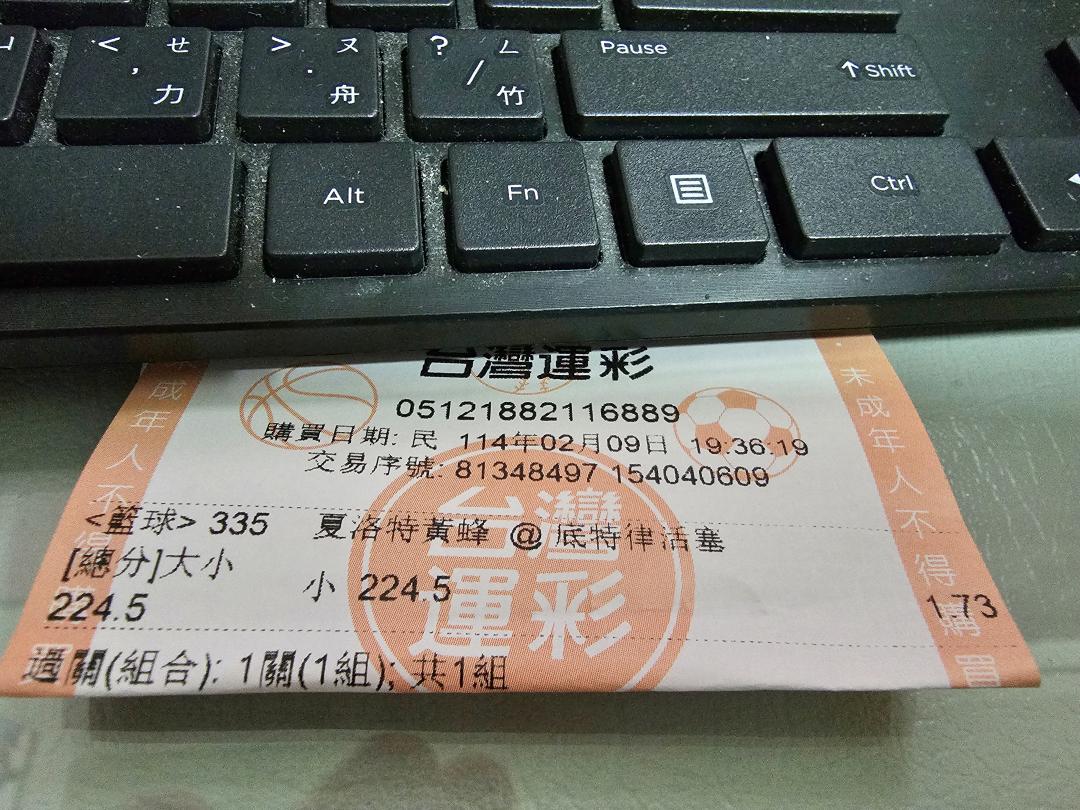 < ㄝ
, 力
> ㄡ
. 舟
? ㄥ
/ 竹
Pause
↑ Shift
Alt
Fn
Ctrl
台灣運彩
05121882116889
購買日期: 民 114年02月09日 19:36:19
交易序號: 81348497 154040609
<籃球> 335 夏洛特黃蜂 @ 底特律活塞
[總分]大小
224.5
小 224.5
1.73
過關(組合): 1關(1組); 共1組
台灣
運彩
未成年人不得
未成年人不得購買